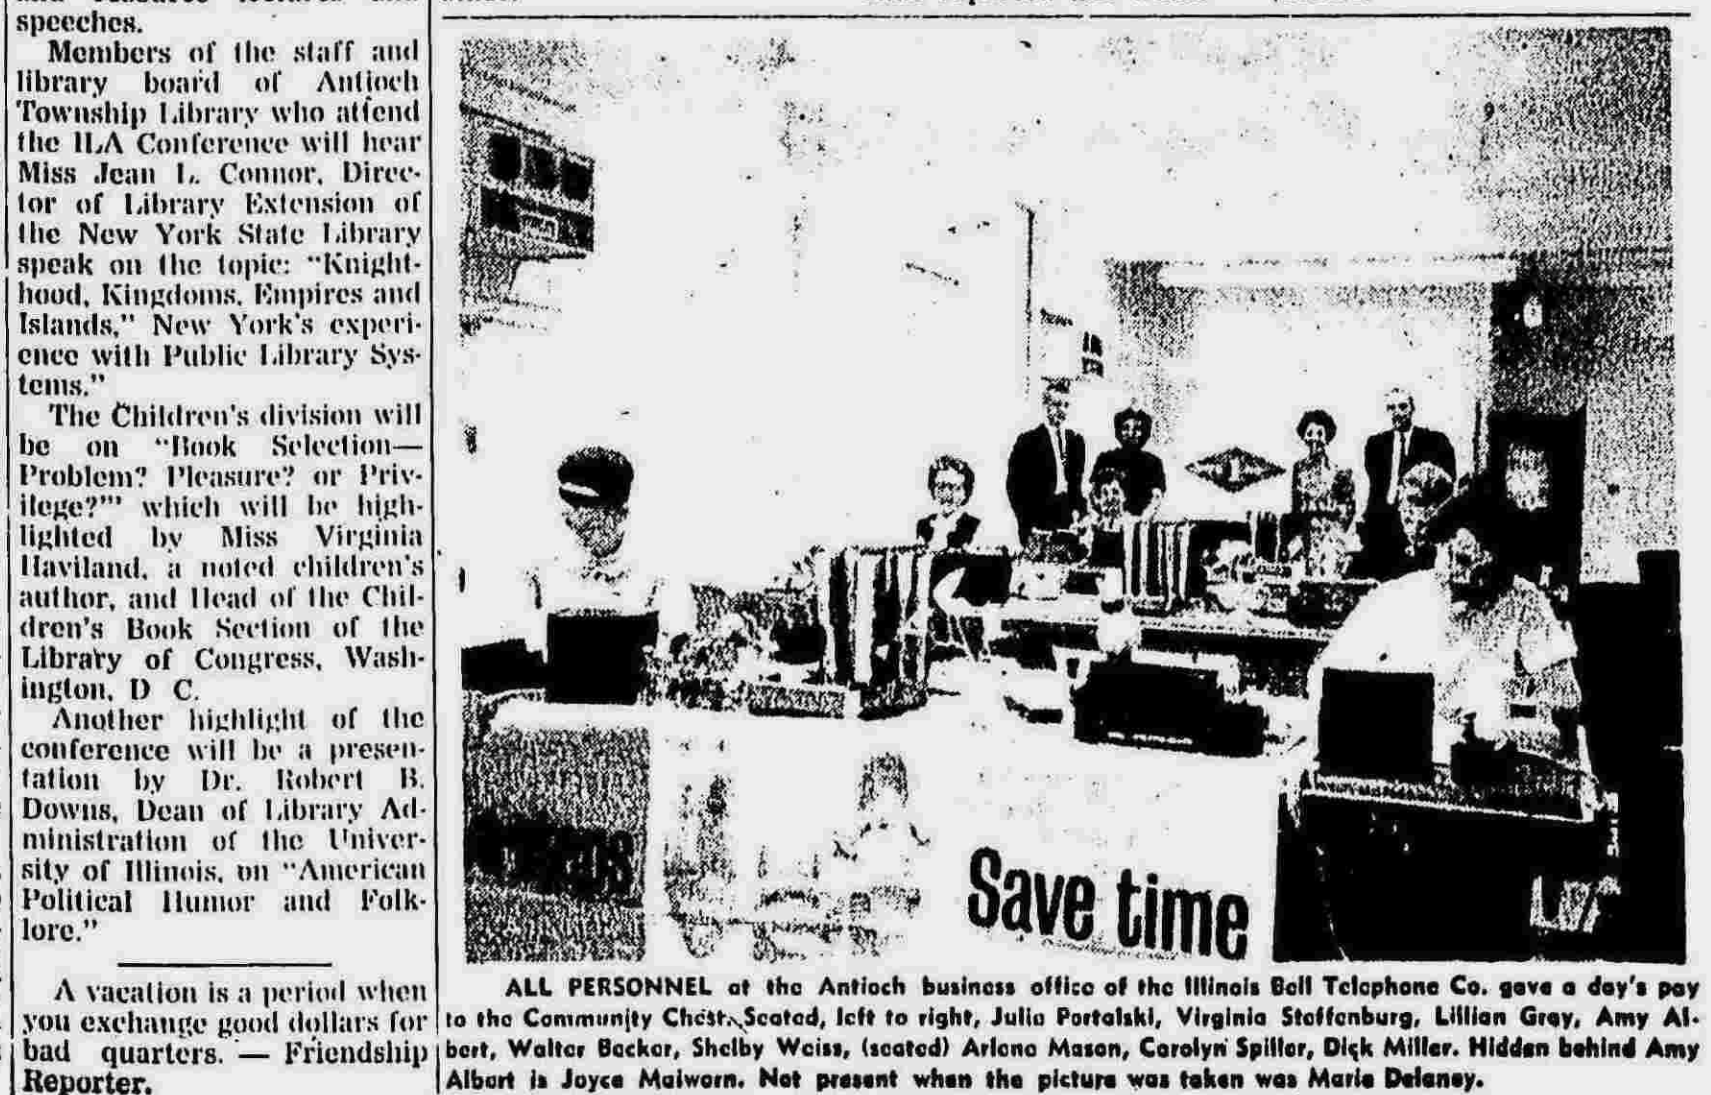 speeches.
Members of the staff and
library board of Antioch
Township Library who attend
the ILA Conference will hear
Miss Jean L. Connor, Direc-
tor of Library Extension of
the New York State Library
speak on the topic: "Knight-
hood, Kingdoms, Empires and
Islands," New York's experi-
ence with Public Library Sys-
tems."
The Children's division will
be on "Book Selection—
Problem? Pleasure? or Priv-
ilege?'" which will be high-
lighted by Miss Virginia
Haviland, a noted children's
author, and Head of the Chil-
dren's Book Section of the
Library of Congress, Wash-
ington, D C.
Another highlight of the
conference will be a presen-
tation by Dr. Robert B.
Downs, Dean of Library Ad-
ministration of the Univer-
sity of Illinois, on "American
Political Humor and Folk-
lore."
A vacation is a period when
you exchange good dollars for
bad quarters. — Friendship
Reporter.
Save time
ALL PERSONNEL at the Antioch business office of the Illinois Bell Telephone Co. gave a day's pay
to the Community Chest. Seated, left to right, Julia Portalski, Virginia Stoffenburg, Lillian Gray, Amy Al-
bert, Walter Backer, Shelby Weiss, (seated) Arlene Mason, Carolyn Spiller, Dick Miller. Hidden behind Amy
Albert is Joyce Maiworn. Not present when the picture was taken was Marie Delaney.